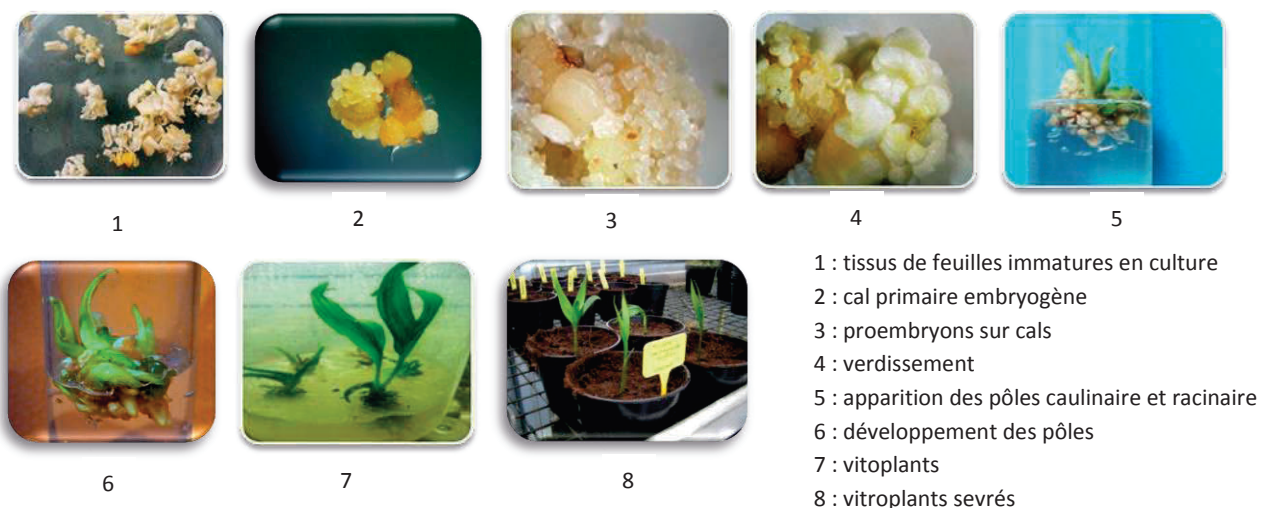 1
2
3
4
5
6
7
8
1 : tissus de feuilles immatures en culture
2 : cal primaire embryogène
3 : proembryons sur cals
4 : verdissement
5 : apparition des pôles caulinaire et racinaire
6 : développement des pôles
7 : vitoplants
8 : vitroplants sevrés